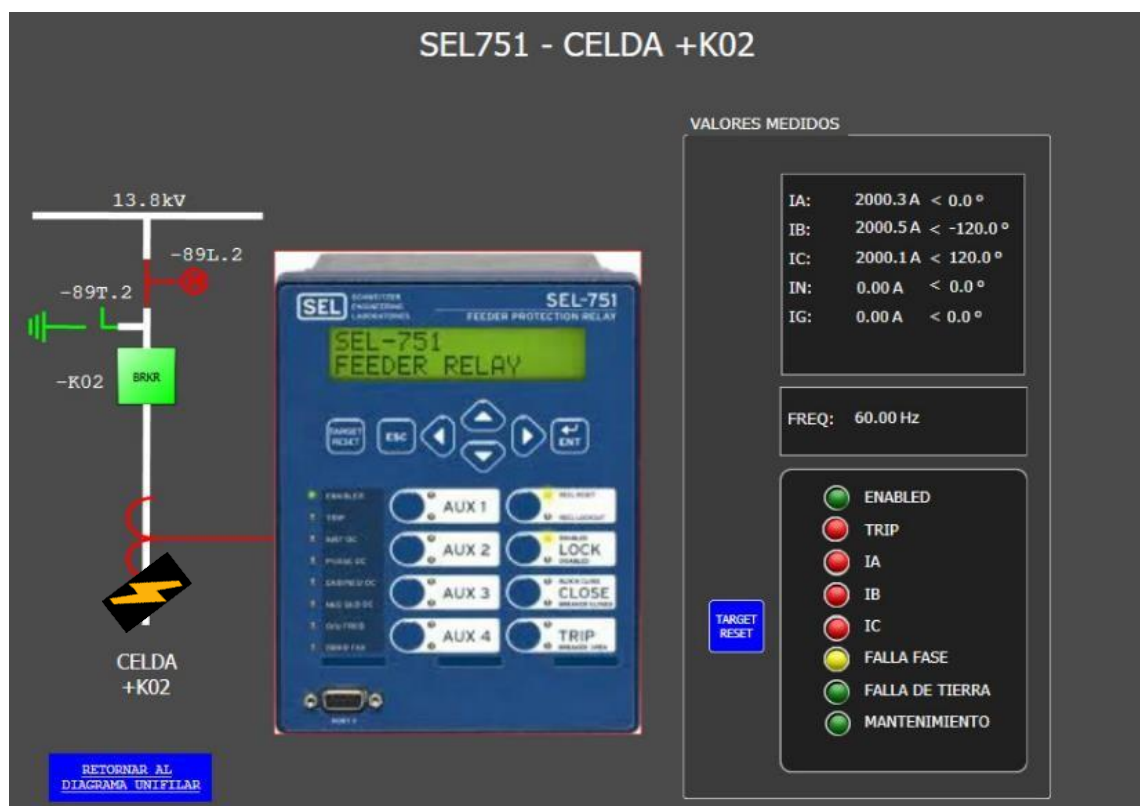 SEL751 - CELDA +K02
13.8kV
-89L.2
-89T.2
-K02
BRKR
CELDA
+K02
RETORNAR AL
DIAGRAMA UNIFILAR
SEL
SCHWEITZER
ENGINEERING
LABORATORIES
SEL-751
FEEDER PROTECTION RELAY
SEL-751
FEEDER RELAY
TARGET
RESET
ESC
ENT
ENABLED
TRIP
AUX 1
AUX 2
LOCK
AUX 3
CLOSE
AUX 4
TRIP
VALORES MEDIDOS
IA: 2000.3 A < 0.0 º
IB: 2000.5 A < -120.0 º
IC: 2000.1 A < 120.0 º
IN: 0.00 A < 0.0 º
IG: 0.00 A < 0.0 º
FREQ: 60.00 Hz
TARGET
RESET
ENABLED
TRIP
IA
IB
IC
FALLA FASE
FALLA DE TIERRA
MANTENIMIENTO